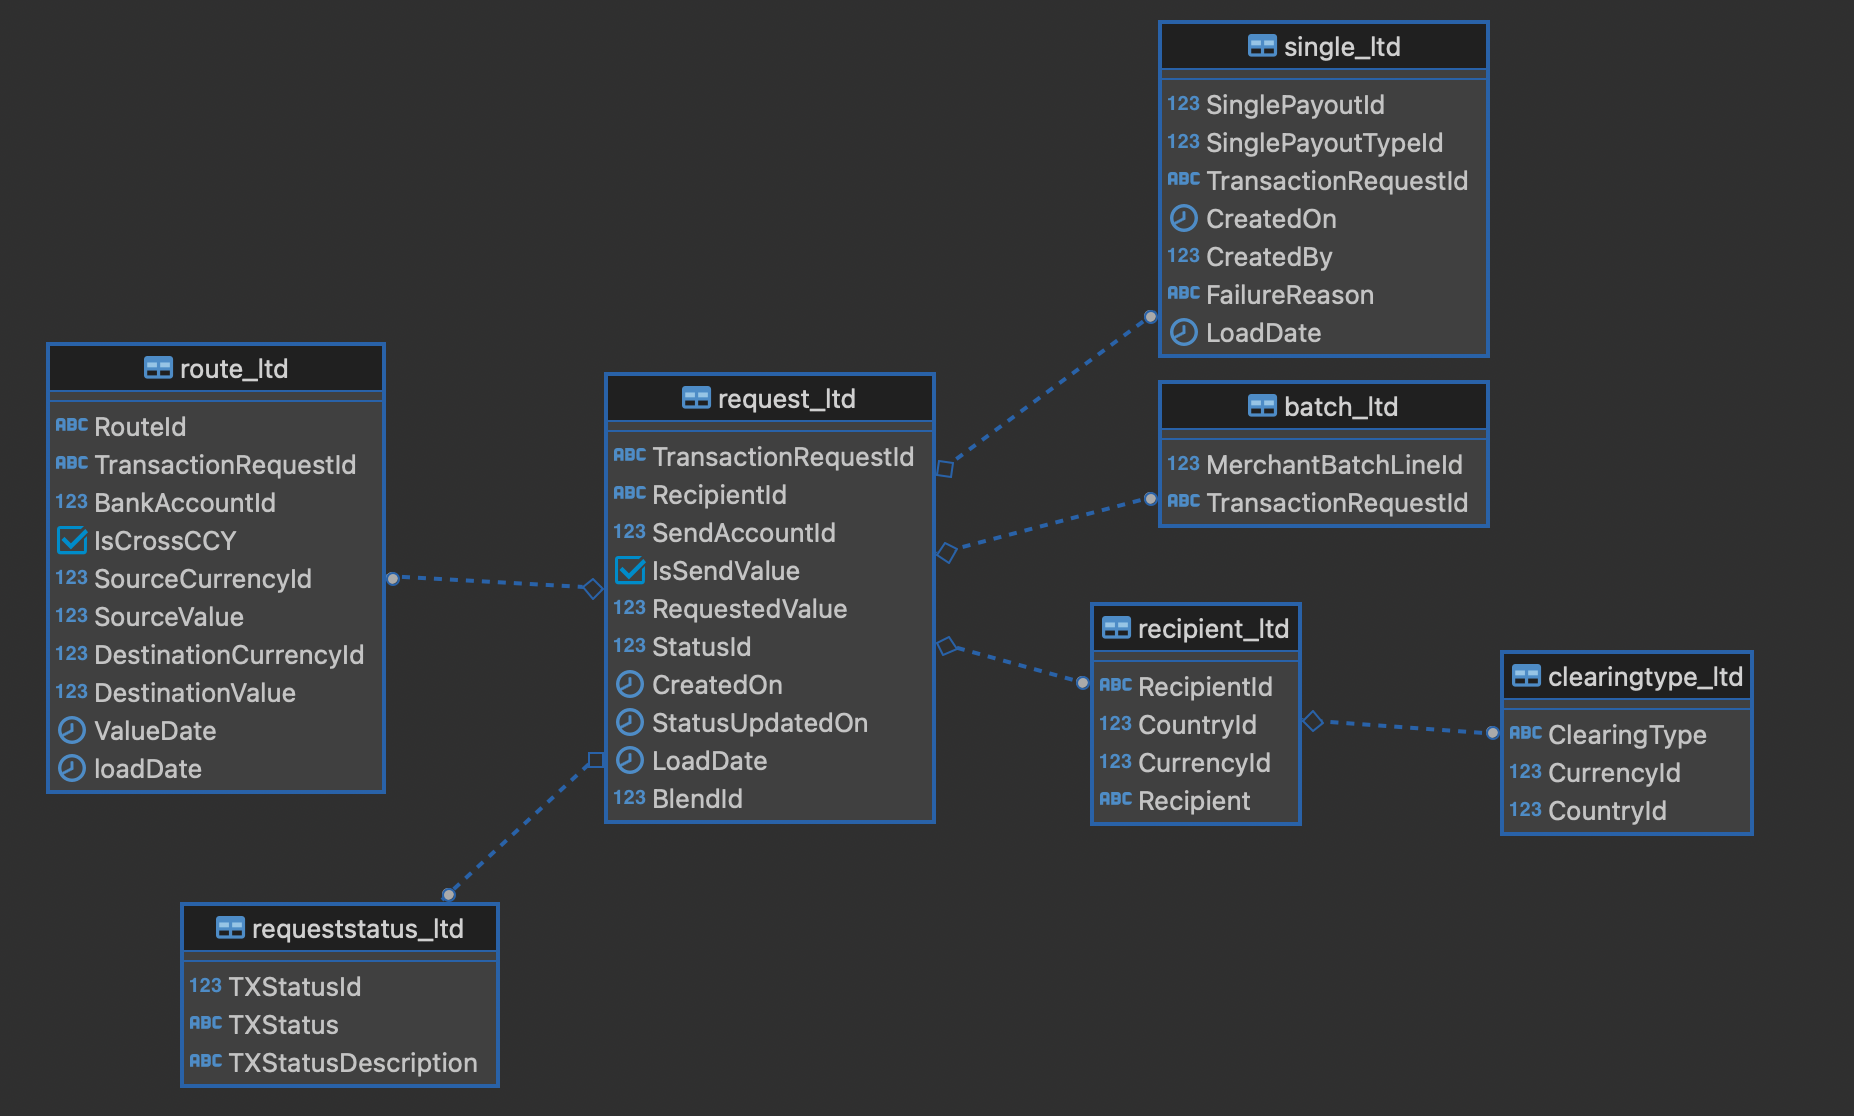 single_ltd
123 SinglePayoutId
123 SinglePayoutTypeId
ABC TransactionRequestId
CreatedOn
123 CreatedBy
ABC FailureReason
LoadDate
route_ltd
ABC RouteId
ABC TransactionRequestId
123 BankAccountId
IsCrossCCY
123 SourceCurrencyId
123 SourceValue
123 DestinationCurrencyId
123 DestinationValue
ValueDate
loadDate
request_ltd
ABC TransactionRequestId
ABC RecipientId
123 SendAccountId
IsSendValue
123 RequestedValue
123 StatusId
CreatedOn
StatusUpdatedOn
LoadDate
123 BlendId
batch_ltd
123 MerchantBatchLineId
ABC TransactionRequestId
recipient_ltd
ABC RecipientId
123 CountryId
123 CurrencyId
ABC Recipient
clearingtype_ltd
ABC ClearingType
123 CurrencyId
123 CountryId
requeststatus_ltd
123 TXStatusId
ABC TXStatus
ABC TXStatusDescription